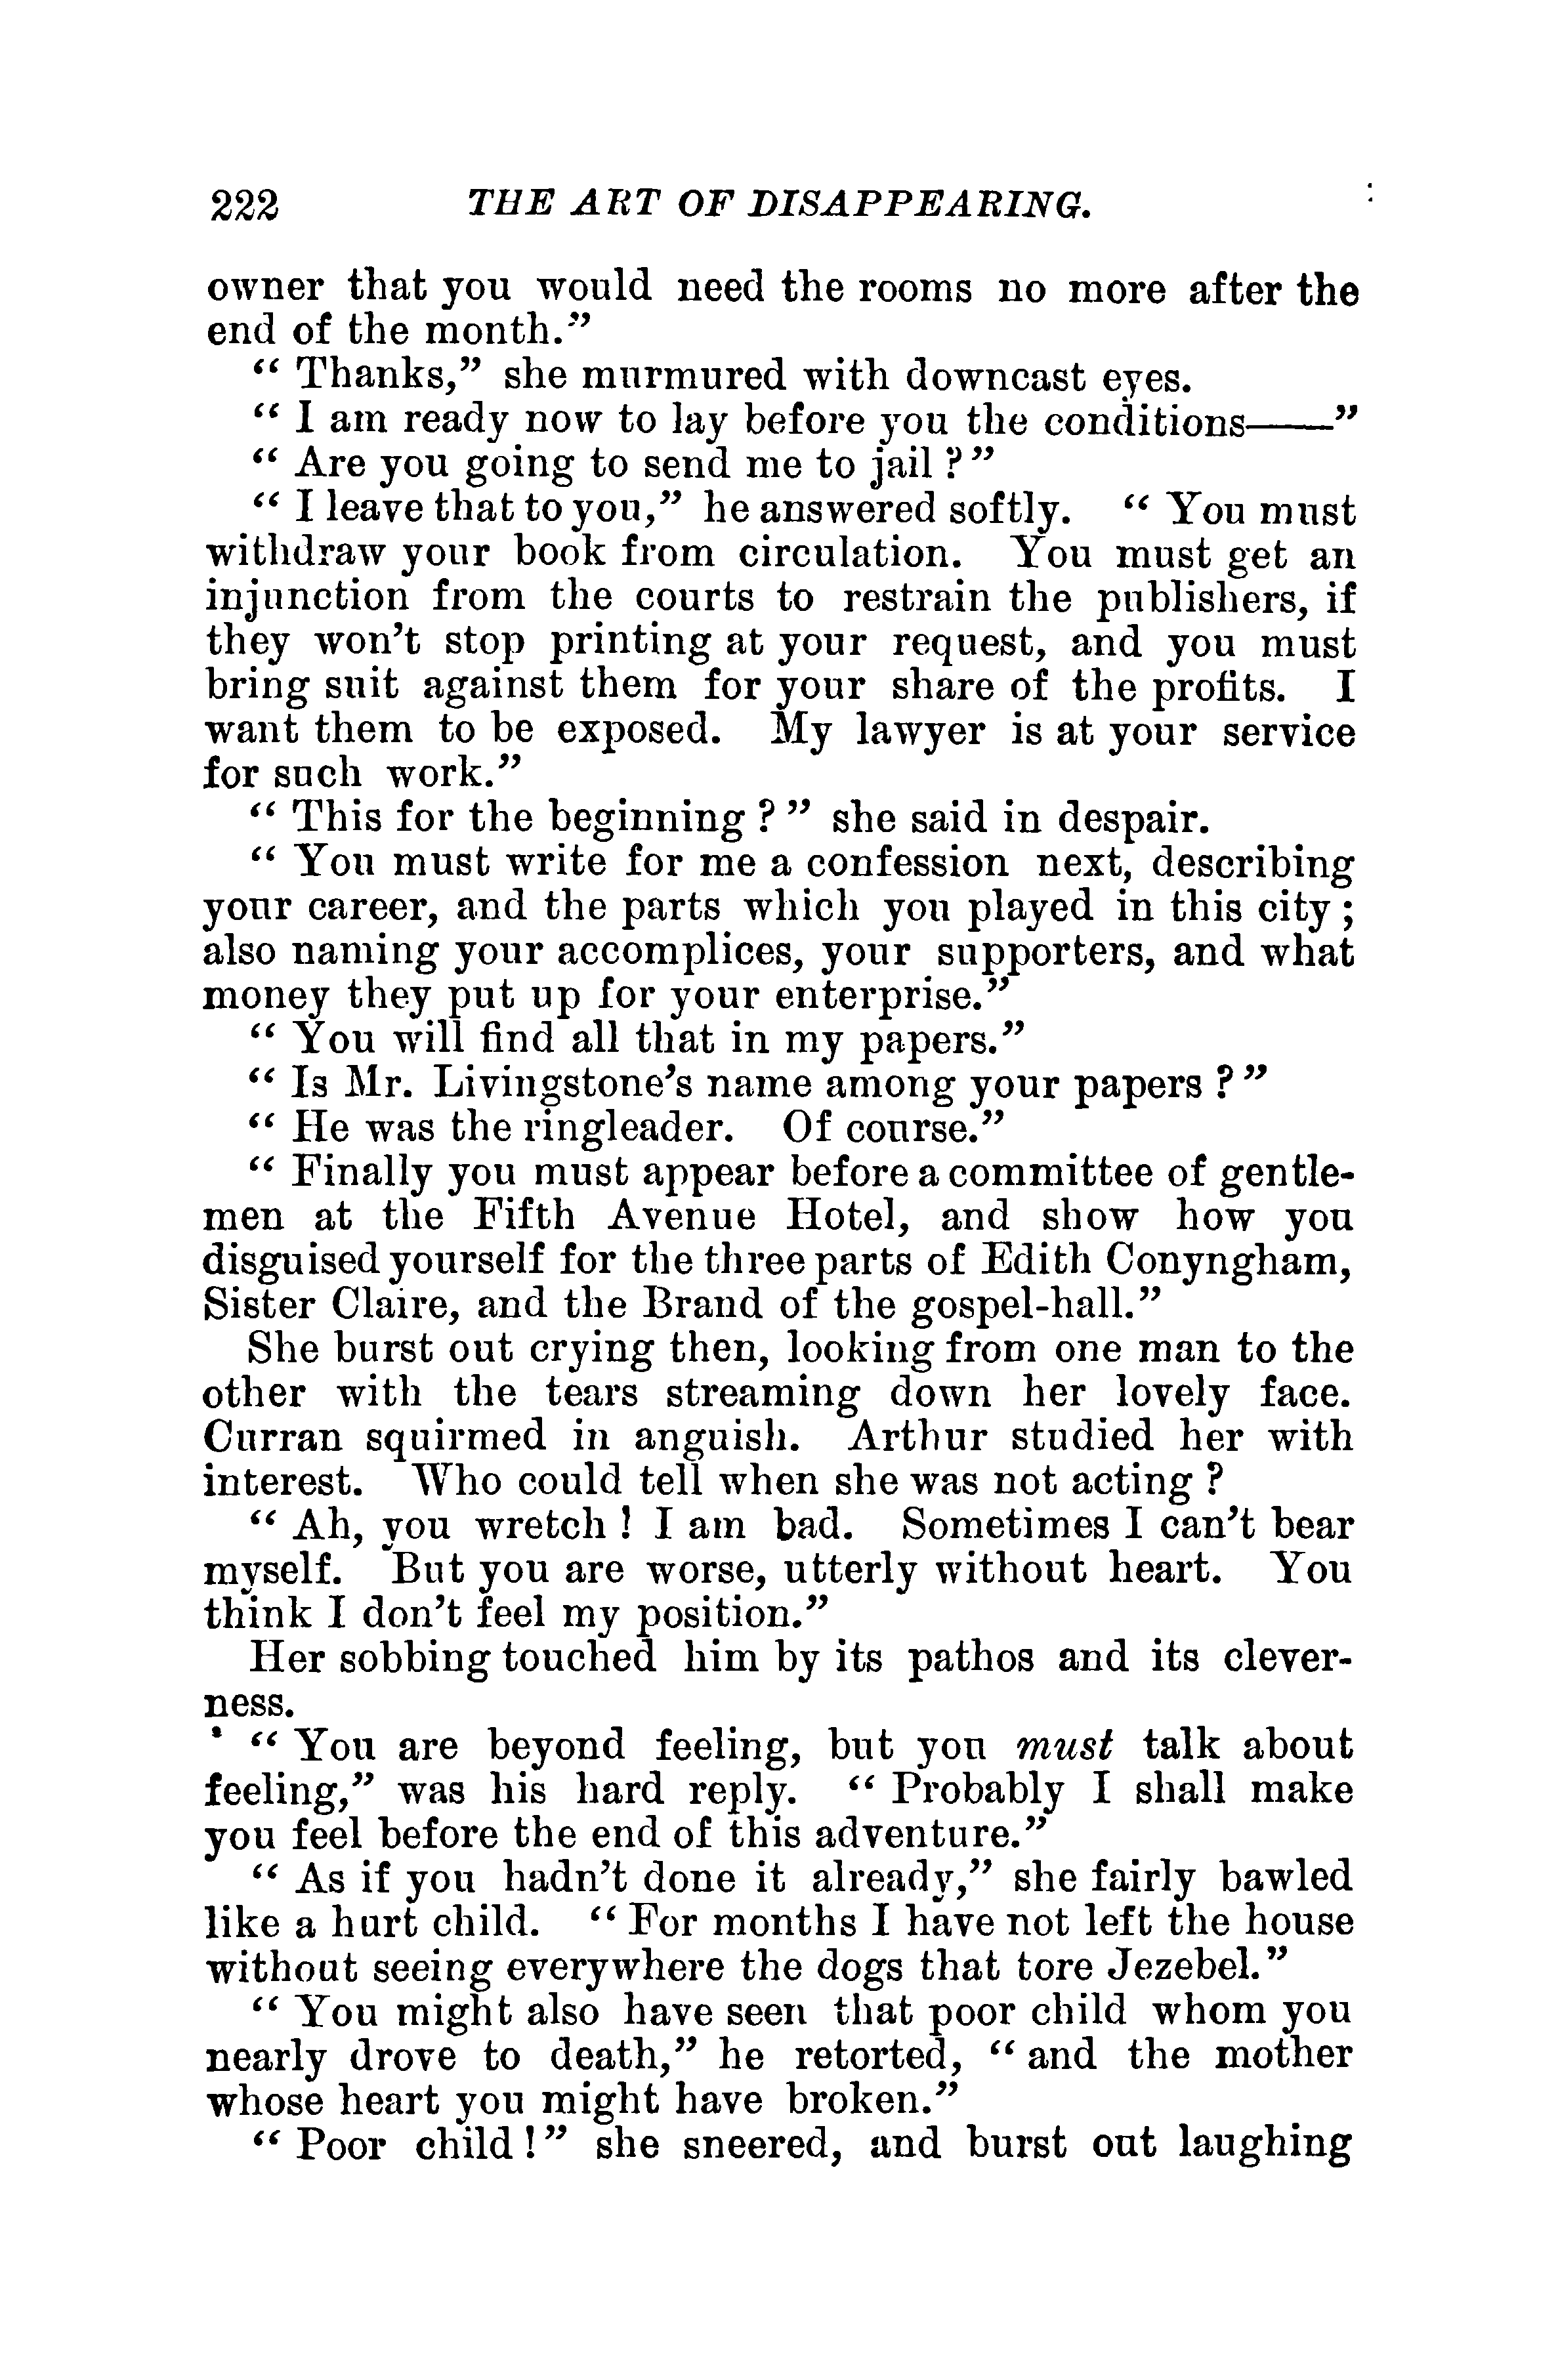 222 THE ART OF DISAPPEARING.
owner that you would need the rooms no more after the
end of the month.”
“ Thanks,” she murmured with downcast eyes.
“ I am ready now to lay before you the conditions——”
“ Are you going to send me to jail ? ”
“ I leave that to you,” he answered softly. “ You must
withdraw your book from circulation. You must get an
injunction from the courts to restrain the publishers, if
they won’t stop printing at your request, and you must
bring suit against them for your share of the profits. I
want them to be exposed. My lawyer is at your service
for such work.”
“ This for the beginning ? ” she said in despair.
“ You must write for me a confession next, describing
your career, and the parts which you played in this city ;
also naming your accomplices, your supporters, and what
money they put up for your enterprise.”
“ You will find all that in my papers.”
“ Is Mr. Livingstone’s name among your papers ? ”
“ He was the ringleader. Of course.”
“ Finally you must appear before a committee of gentle-
men at the Fifth Avenue Hotel, and show how you
disguised yourself for the three parts of Edith Conyngham,
Sister Claire, and the Brand of the gospel-hall.”
She burst out crying then, looking from one man to the
other with the tears streaming down her lovely face.
Curran squirmed in anguish. Arthur studied her with
interest. Who could tell when she was not acting ?
“ Ah, you wretch ! I am bad. Sometimes I can’t bear
myself. But you are worse, utterly without heart. You
think I don’t feel my position.”
Her sobbing touched him by its pathos and its clever-
ness.
“ You are beyond feeling, but you must talk about
feeling,” was his hard reply. “ Probably I shall make
you feel before the end of this adventure.”
“ As if you hadn’t done it already,” she fairly bawled
like a hurt child. “ For months I have not left the house
without seeing everywhere the dogs that tore Jezebel.”
“ You might also have seen that poor child whom you
nearly drove to death,” he retorted, “ and the mother
whose heart you might have broken.”
“ Poor child ! ” she sneered, and burst out laughing